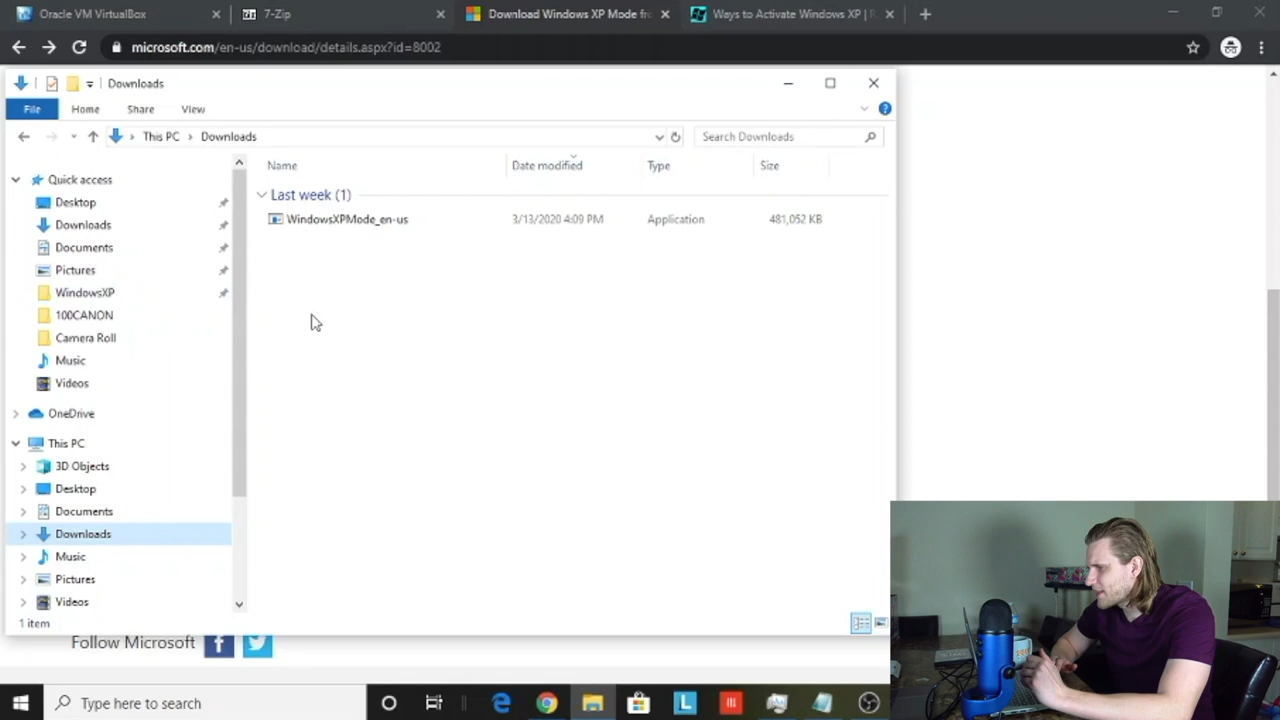 Oracle VM VirtualBox
7-Zip
Download Windows XP Mode fr
Ways to Activate Windows XP | R
microsoft.com/en-us/download/details.aspx?id=8002
Downloads
File Home Share View
This PC > Downloads
Search Downloads
Name Date modified Type Size
Last week (1)
WindowsXPMode_en-us 3/13/2020 4:09 PM Application 481,052 KB
Quick access
Desktop
Downloads
Documents
Pictures
WindowsXP
100CANON
Camera Roll
Music
Videos
OneDrive
This PC
3D Objects
Desktop
Documents
Downloads
Music
Pictures
Videos
1 item
Follow Microsoft
Type here to search